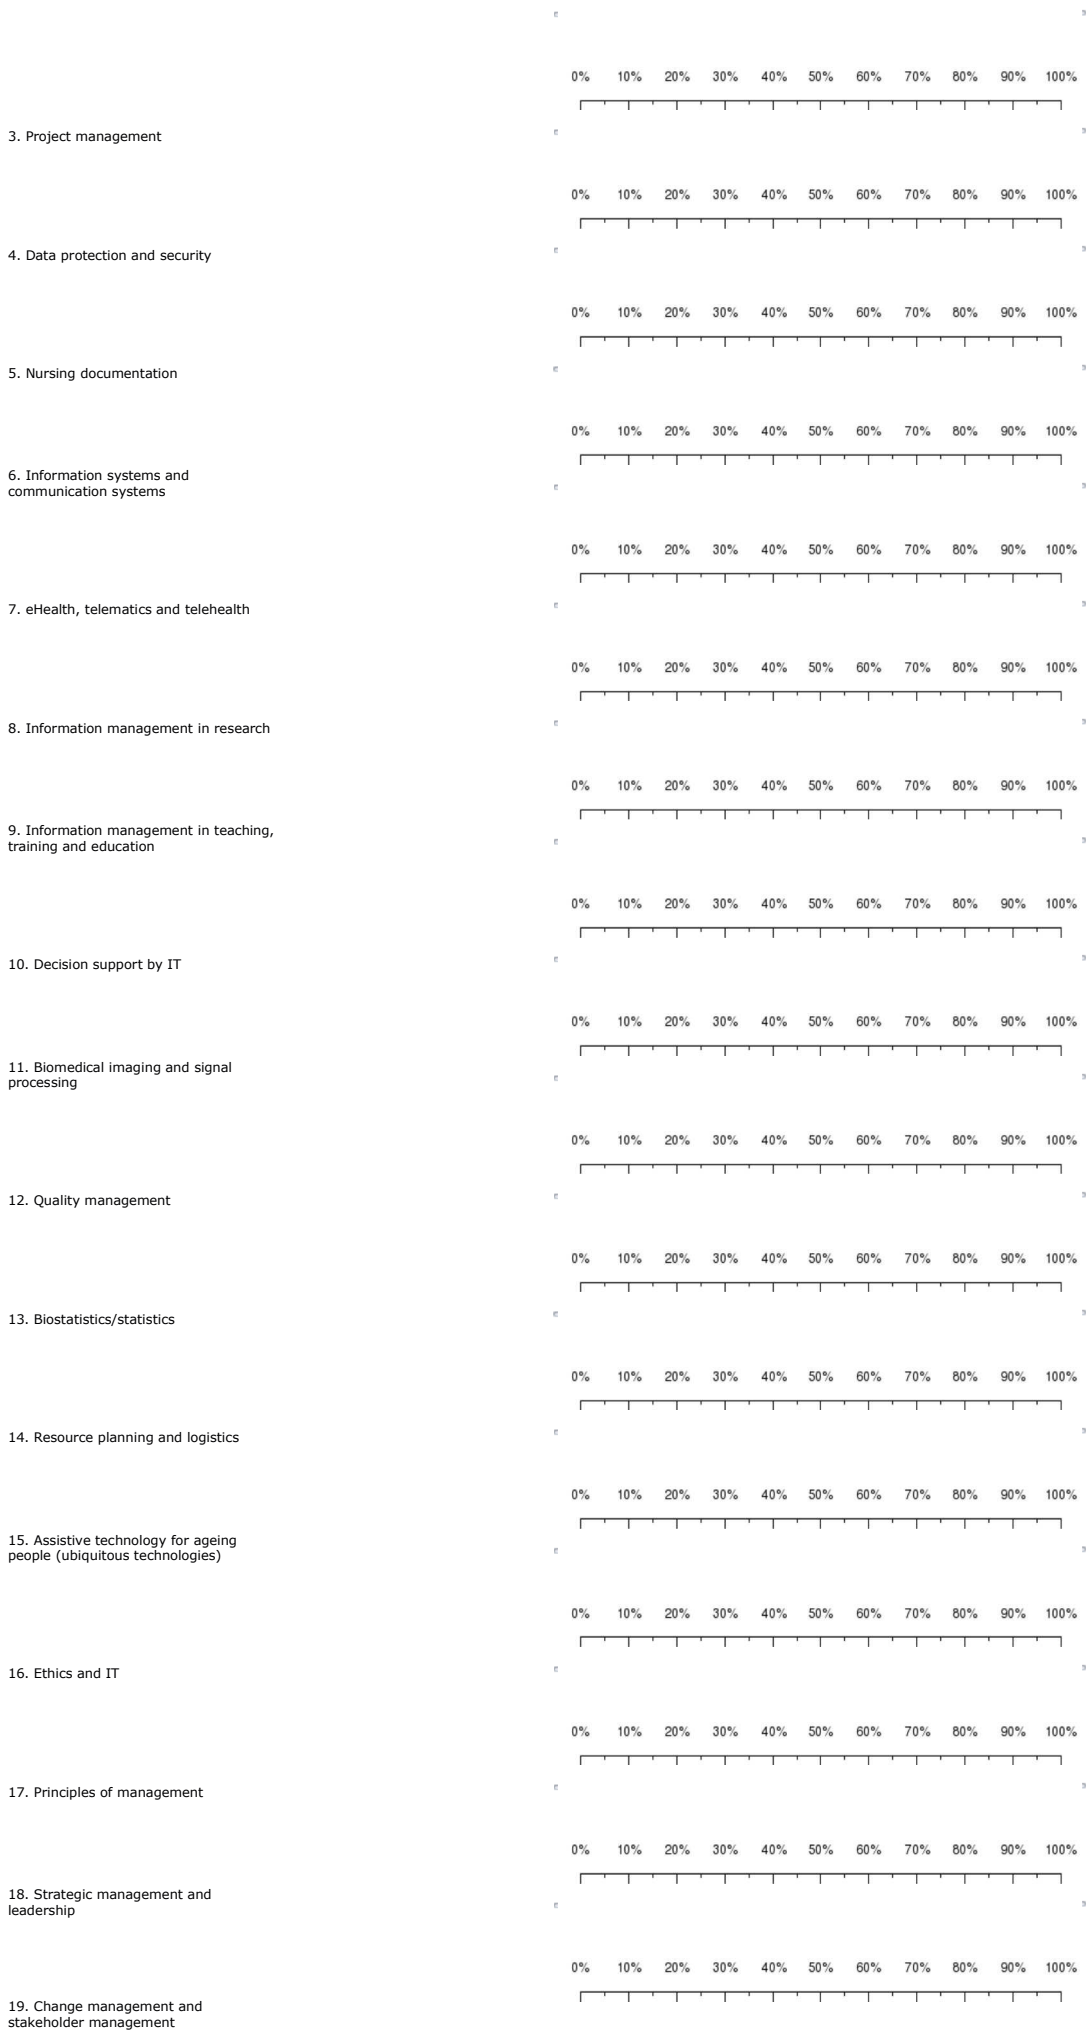 0% 10% 20% 30% 40% 50% 60% 70% 80% 90% 100%
3. Project management
0% 10% 20% 30% 40% 50% 60% 70% 80% 90% 100%
4. Data protection and security
0% 10% 20% 30% 40% 50% 60% 70% 80% 90% 100%
5. Nursing documentation
0% 10% 20% 30% 40% 50% 60% 70% 80% 90% 100%
6. Information systems and
communication systems
0% 10% 20% 30% 40% 50% 60% 70% 80% 90% 100%
7. eHealth, telematics and telehealth
0% 10% 20% 30% 40% 50% 60% 70% 80% 90% 100%
8. Information management in research
0% 10% 20% 30% 40% 50% 60% 70% 80% 90% 100%
9. Information management in teaching,
training and education
0% 10% 20% 30% 40% 50% 60% 70% 80% 90% 100%
10. Decision support by IT
0% 10% 20% 30% 40% 50% 60% 70% 80% 90% 100%
11. Biomedical imaging and signal
processing
0% 10% 20% 30% 40% 50% 60% 70% 80% 90% 100%
12. Quality management
0% 10% 20% 30% 40% 50% 60% 70% 80% 90% 100%
13. Biostatistics/statistics
0% 10% 20% 30% 40% 50% 60% 70% 80% 90% 100%
14. Resource planning and logistics
0% 10% 20% 30% 40% 50% 60% 70% 80% 90% 100%
15. Assistive technology for ageing
people (ubiquitous technologies)
0% 10% 20% 30% 40% 50% 60% 70% 80% 90% 100%
16. Ethics and IT
0% 10% 20% 30% 40% 50% 60% 70% 80% 90% 100%
17. Principles of management
0% 10% 20% 30% 40% 50% 60% 70% 80% 90% 100%
18. Strategic management and
leadership
0% 10% 20% 30% 40% 50% 60% 70% 80% 90% 100%
19. Change management and
stakeholder management